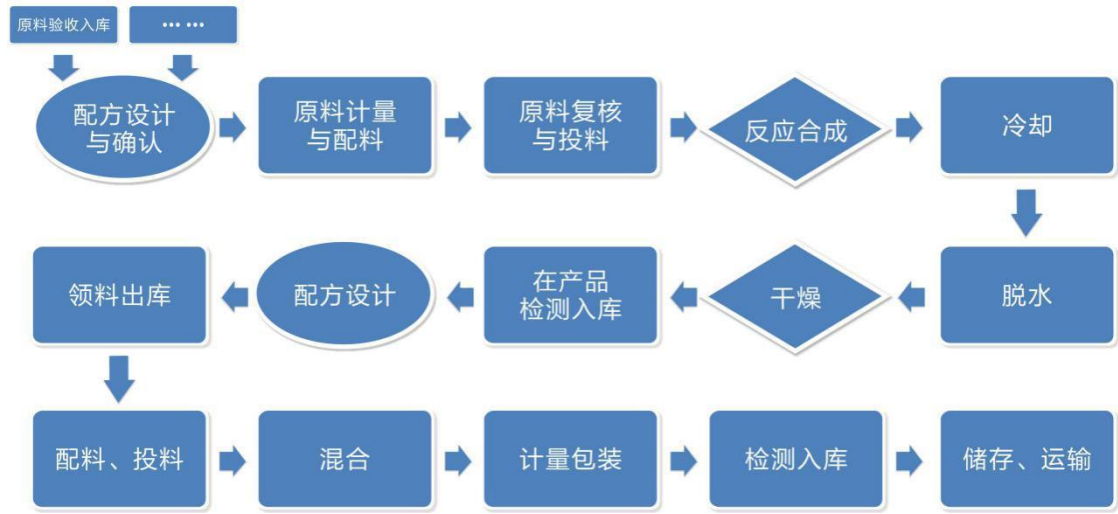 原料验收入库
··· ···
配方设计
与确认
原料计量
与配料
原料复核
与投料
反应合成
冷却
脱水
干燥
在产品
检测入库
配方设计
领料出库
配料、投料
混合
计量包装
检测入库
储存、运输